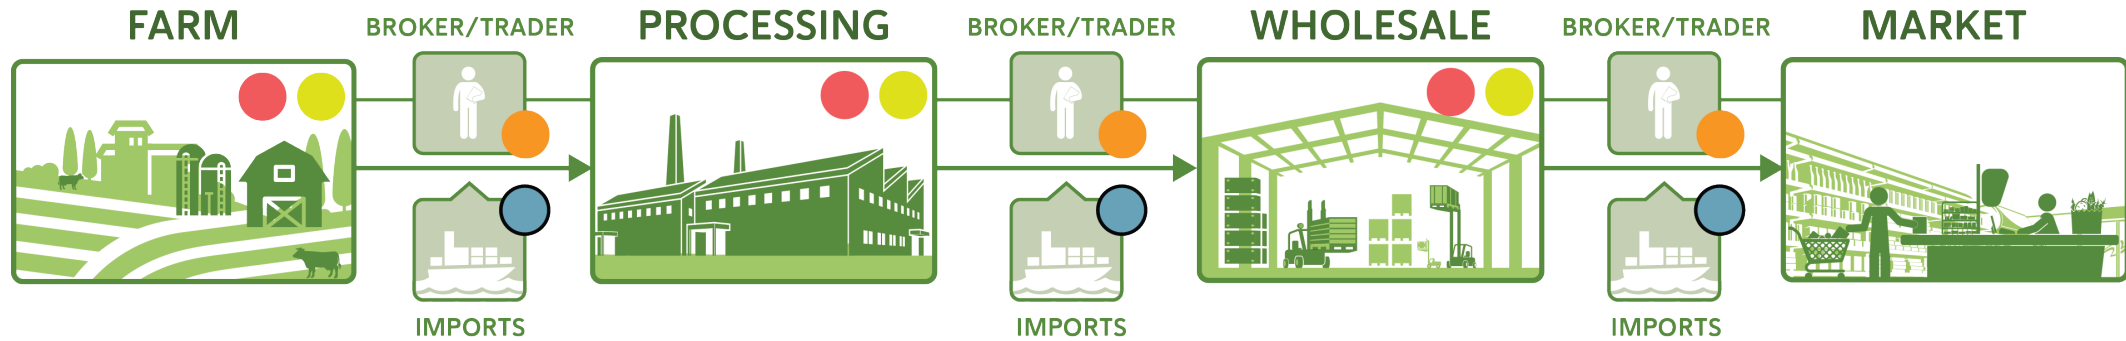 FARM
BROKER/TRADER
PROCESSING
BROKER/TRADER
WHOLESALE
BROKER/TRADER
MARKET
IMPORTS
IMPORTS
IMPORTS